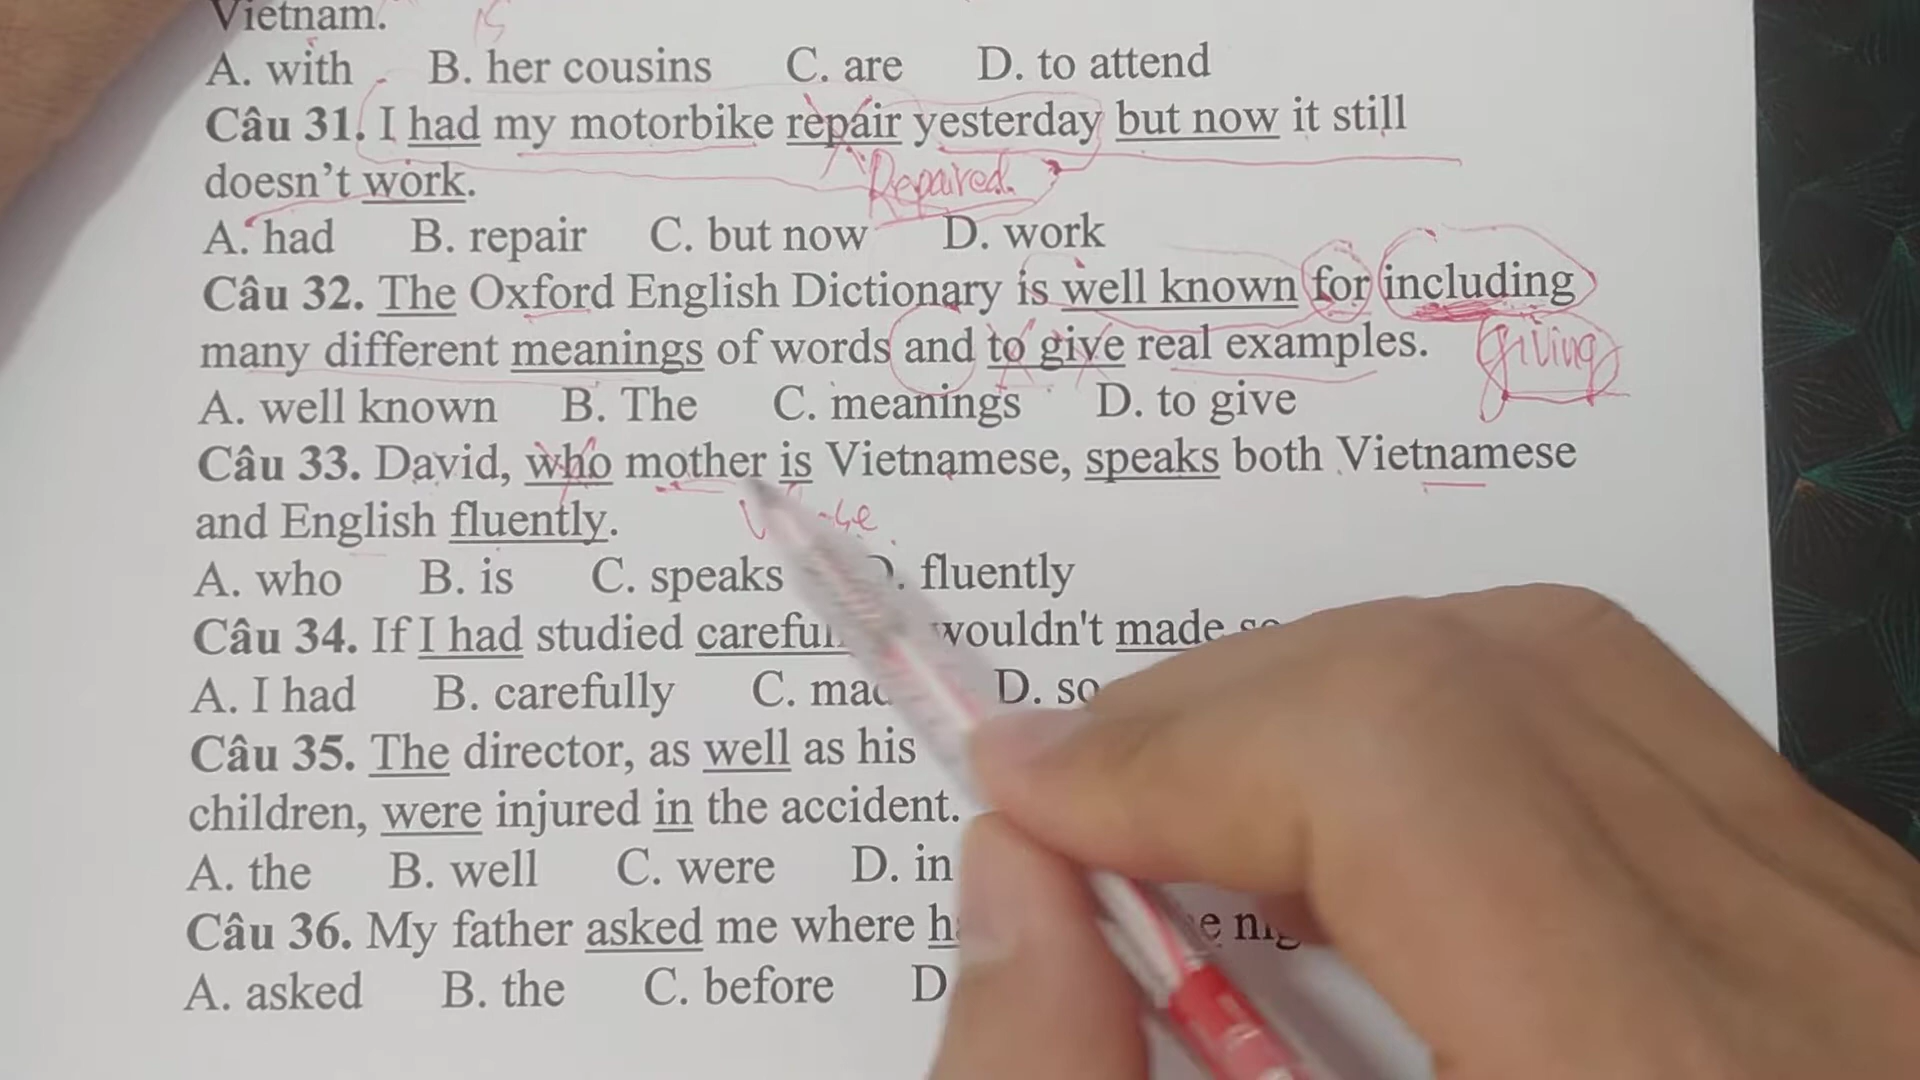 Vietnam.
A. with B. her cousins C. are D. to attend
Câu 31. I had my motorbike repair yesterday but now it still
Repaired
doesn't work.
A. had B. repair C. but now D. work
Câu 32. The Oxford English Dictionary is well known for including
many different meanings of words and to give real examples.
giving
A. well known B. The C. meanings D. to give
Câu 33. David, who mother is Vietnamese, speaks both Vietnamese
and English fluently.
A. who B. is C. speaks D. fluently
Câu 34. If I had studied wouldn't made
A. I had B. carefully C. D. so
Câu 35. The director, as well as his
children, were injured in the accident.
A. the B. well C. were D. in
Câu 36. My father asked me where
A. asked B. the C. before D